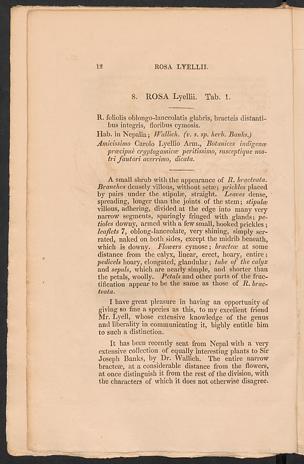 12 ROSA LYELLII.
8. ROSA Lyellii. Tab. 1.
R. foliolis oblongo-lanceolatis glabris, bracteis distanti-
bus integris, floribus cymosis.
Hab. in Nepalia; Wallich. (v. s. sp. herb. Banks.)
Amicissimo Carolo Lyellio Arm., Botanices indigenæ
præcipuè cryptogamicæ peritissimo, susceptique nos-
tri fautori acerrimo, dicata.
A small shrub with the appearance of R. bracteata.
Branches densely villous, without setæ; prickles placed
by pairs under the stipulæ, straight. Leaves dense,
spreading, longer than the joints of the stem; stipulæ
villous, adhering, divided at the edge into many very
narrow segments, sparingly fringed with glands; pe-
tioles downy, armed with a few small, hooked prickles;
leaflets 7, oblong-lanceolate, very shining, simply ser-
rated, naked on both sides, except the midrib beneath,
which is downy. Flowers cymose; bracteæ at some
distance from the calyx, linear, erect, hoary, entire;
pedicels hoary, elongated, glandular; tube of the calyx
and sepals, which are nearly simple, and shorter than
the petals, woolly. Petals and other parts of the fruc-
tification appear to be the same as those of R. brac-
teata.
I have great pleasure in having an opportunity of
giving so fine a species as this, to my excellent friend
Mr. Lyell, whose extensive knowledge of the genus
and liberality in communicating it, highly entitle him
to such a distinction.
It has been recently sent from Nepal with a very
extensive collection of equally interesting plants to Sir
Joseph Banks, by Dr. Wallich. The entire narrow
bracteæ, at a considerable distance from the flowers,
at once distinguish it from the rest of the division, with
the characters of which it does not otherwise disagree.